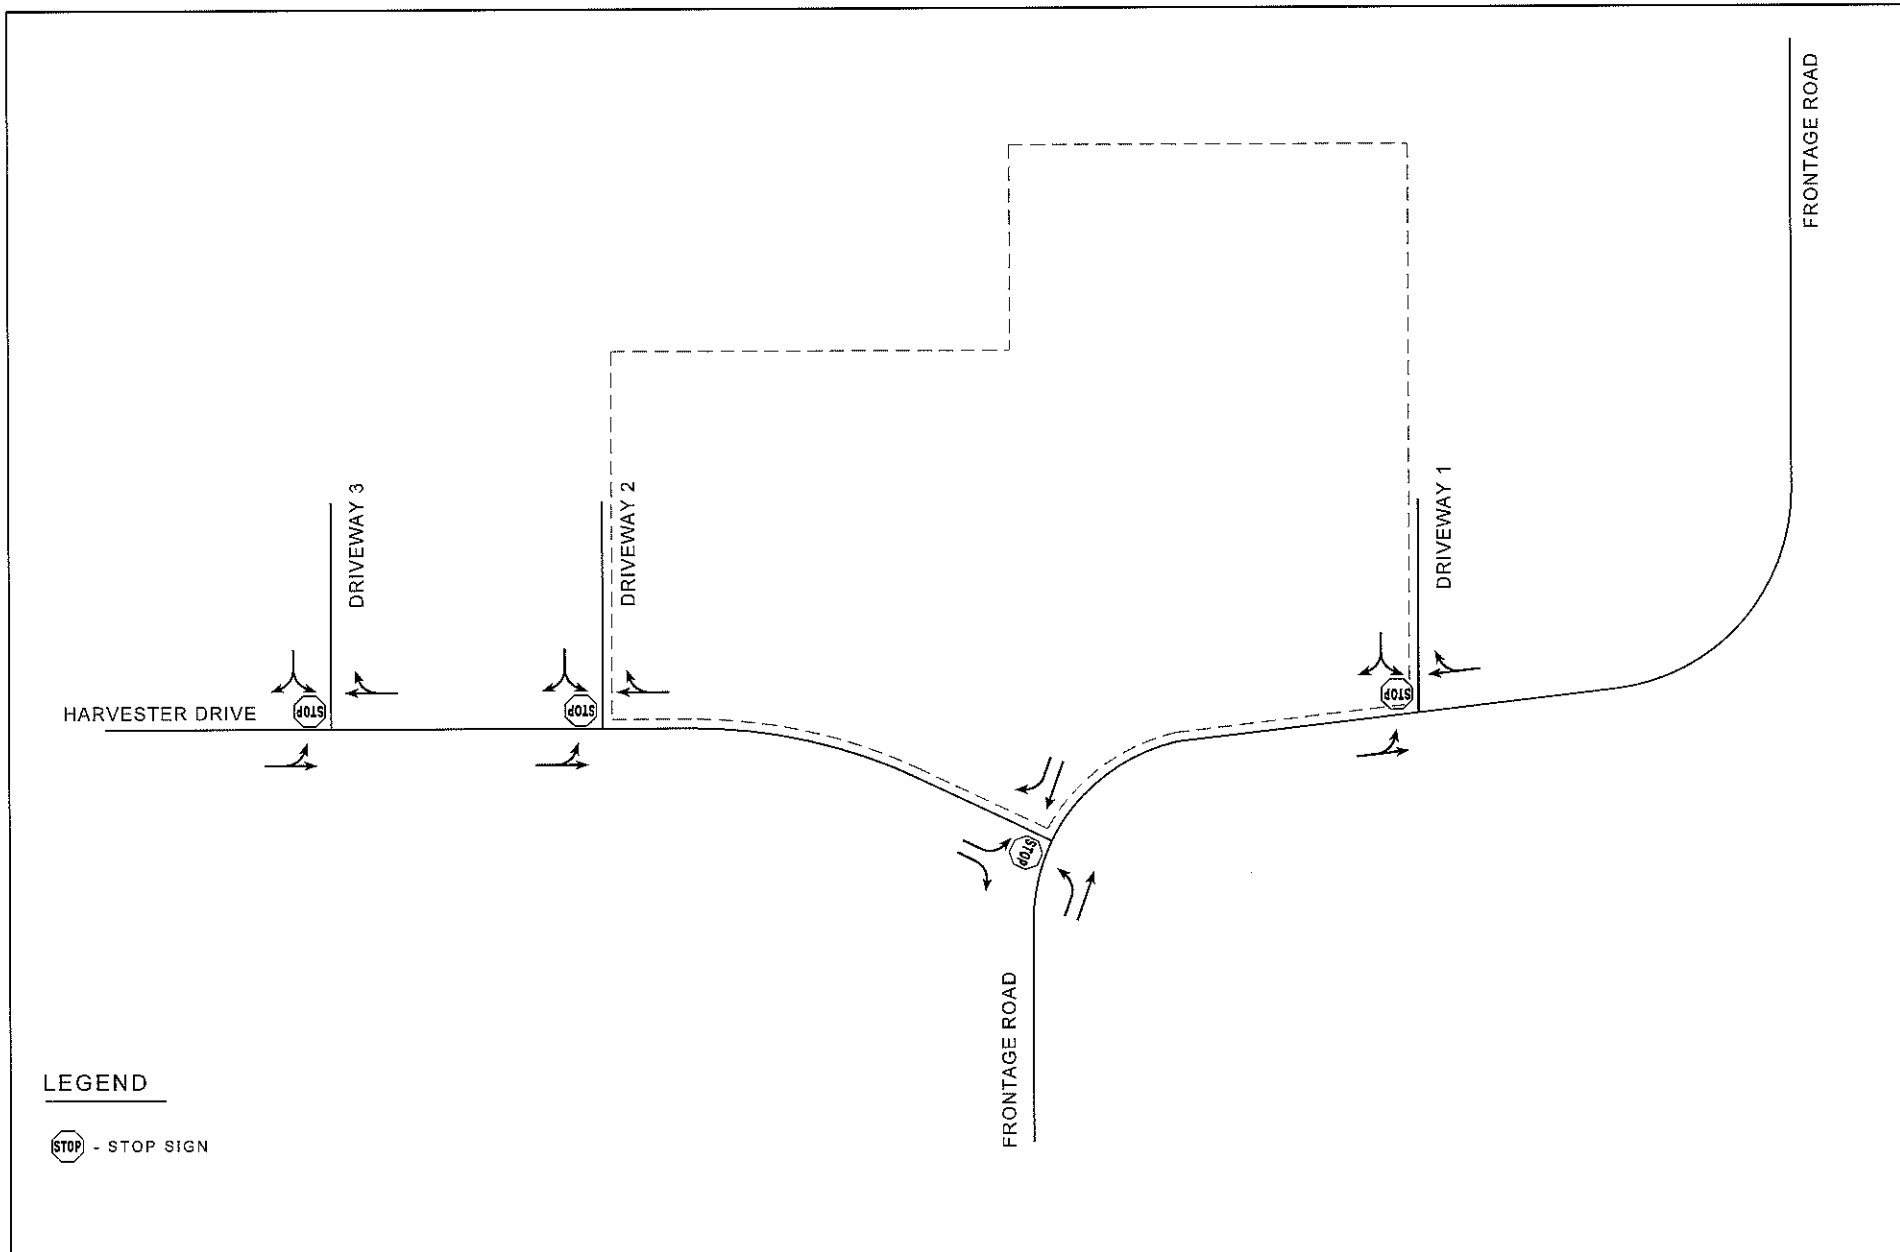 FRONTAGE ROAD
DRIVEWAY 3
DRIVEWAY 2
DRIVEWAY 1
HARVESTER DRIVE
STOP
STOP
STOP
STOP
FRONTAGE ROAD
LEGEND
STOP - STOP SIGN